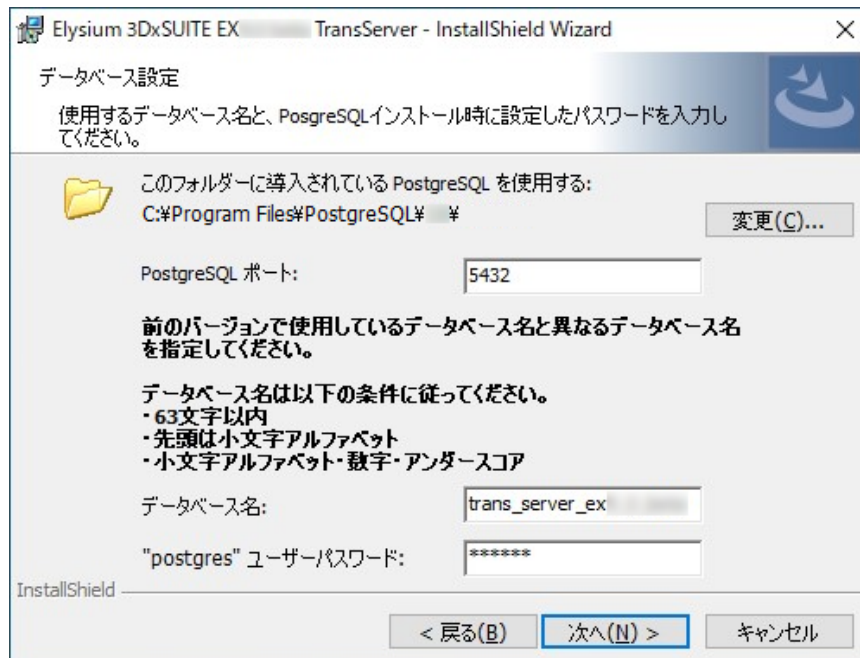 Elysium 3DxSUITE EX TransServer - InstallShield Wizard
データベース設定
使用するデータベース名と、PosgreSQLインストール時に設定したパスワードを入力し
てください。
このフォルダーに導入されている PostgreSQL を使用する:
C:¥Program Files¥PostgreSQL¥ ¥
変更(C)...
PostgreSQL ポート:
5432
前のバージョンで使用しているデータベース名と異なるデータベース名
を指定してください。
データベース名は以下の条件に従ってください。
・63文字以内
・先頭は小文字アルファベット
・小文字アルファベット・数字・アンダースコア
データベース名:
trans_server_ex
"postgres" ユーザーパスワード:
******
InstallShield
< 戻る(B)
次へ(N) >
キャンセル